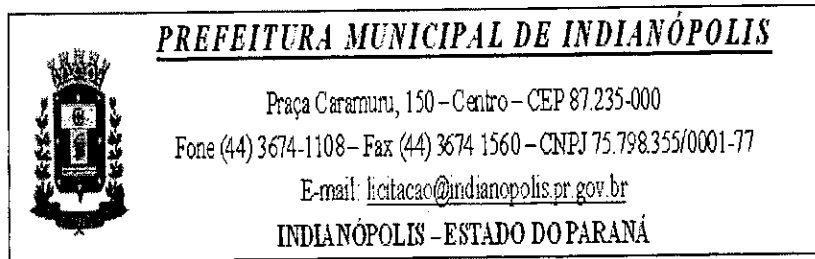 PREFEITURA MUNICIPAL DE INDIANÓPOLIS
Praça Caramuru, 150 – Centro – CEP 87.235-000
Fone (44) 3674-1108 – Fax (44) 3674 1560 – CNPJ 75.798.355/0001-77
E-mail: licitacao@indianopolis.pr.gov.br
INDIANÓPOLIS – ESTADO DO PARANÁ